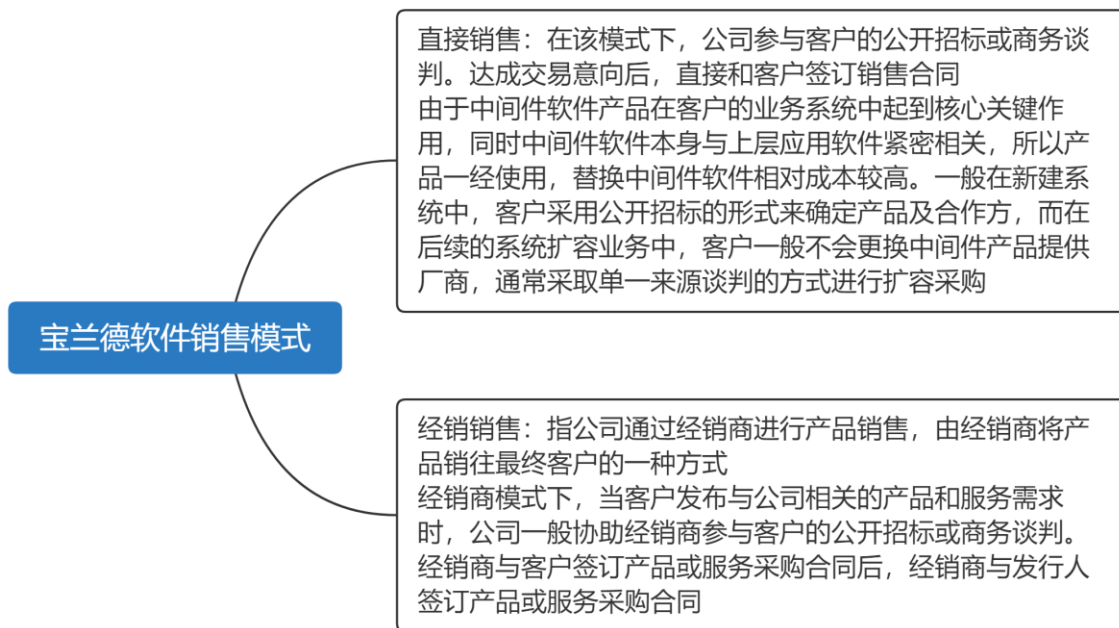 直接销售：在该模式下，公司参与客户的公开招标或商务谈
判。达成交易意向后，直接和客户签订销售合同
由于中间件软件产品在客户的业务系统中起到核心关键作
用，同时中间件软件本身与上层应用软件紧密相关，所以产
品一经使用，替换中间件软件相对成本较高。一般在新建系
统中，客户采用公开招标的形式来确定产品及合作方，而在
后续的系统扩容业务中，客户一般不会更换中间件产品提供
厂商，通常采取单一来源谈判的方式进行扩容采购
宝兰德软件销售模式
经销销售：指公司通过经销商进行产品销售，由经销商将产
品销往最终客户的一种方式
经销商模式下，当客户发布与公司相关的产品和服务需求
时，公司一般协助经销商参与客户的公开招标或商务谈判。
经销商与客户签订产品或服务采购合同后，经销商与发行人
签订产品或服务采购合同